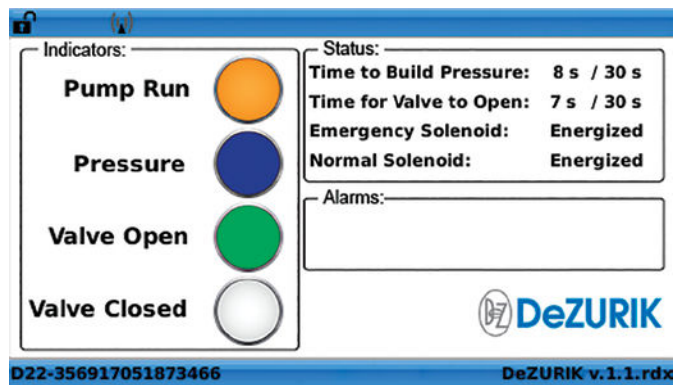 Indicators:
Pump Run
Pressure
Valve Open
Valve Closed
Status:
Time to Build Pressure: 8 s / 30 s
Time for Valve to Open: 7 s / 30 s
Emergency Solenoid: Energized
Normal Solenoid: Energized
Alarms:
DZ DeZURIK
D22-356917051873466
DeZURIK v.1.1.rdx